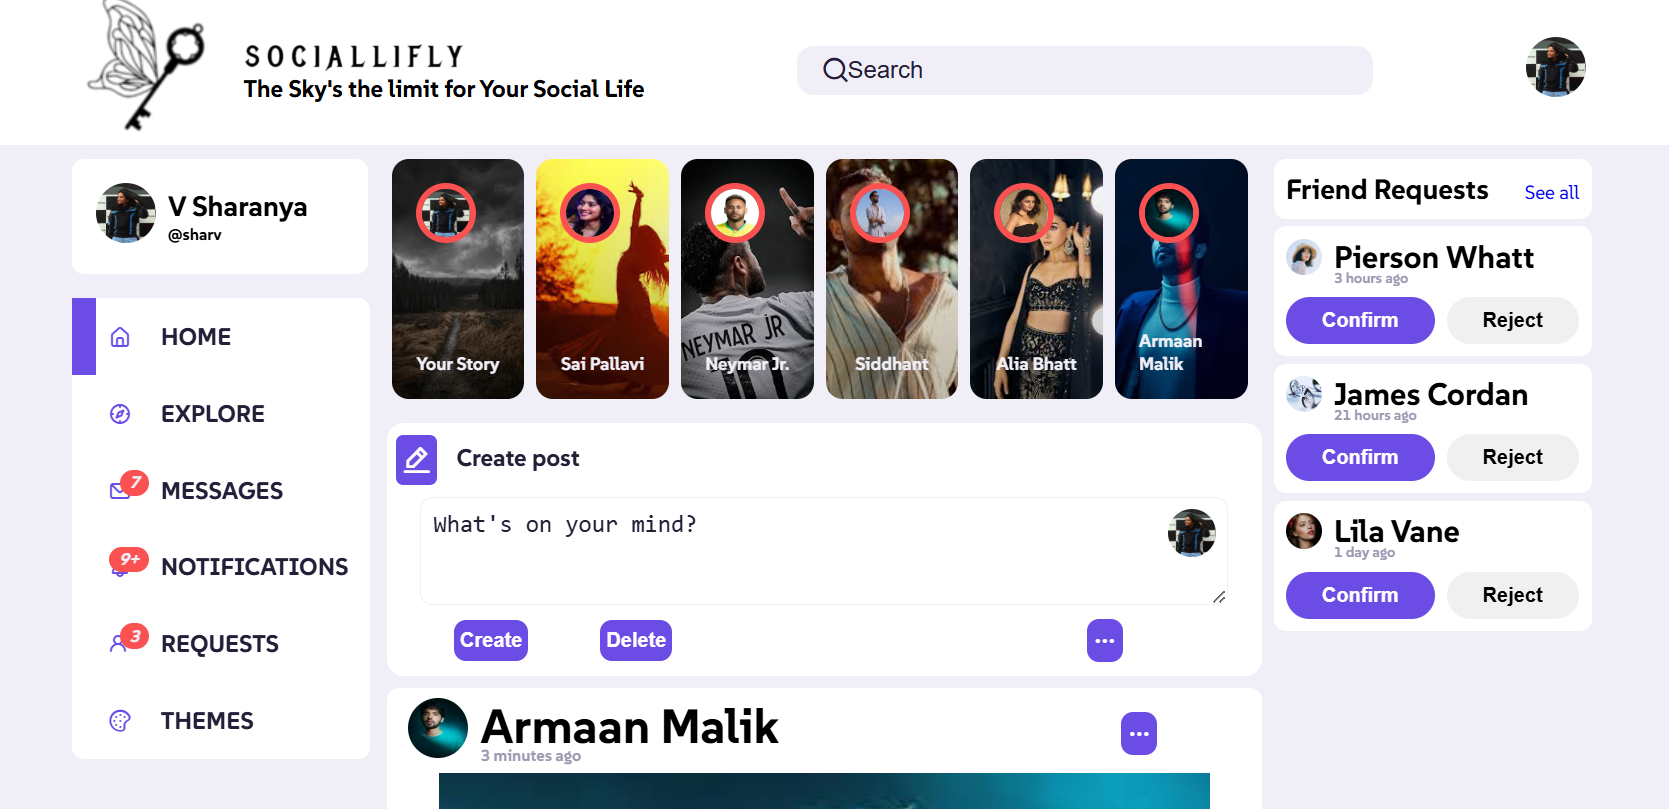 SOCIALLIFLY
The Sky's the limit for Your Social Life
Search
V Sharanya
@sharv
HOME
EXPLORE
7
MESSAGES
9+
NOTIFICATIONS
3
REQUESTS
THEMES
Your Story
Sai Pallavi
NEYMAR JR
10
Neymar Jr.
Siddhant
Alia Bhatt
Armaan
Malik
Create post
What's on your mind?
Create
Delete
...
Armaan Malik
3 minutes ago
...
Friend Requests
See all
Pierson Whatt
3 hours ago
Confirm
Reject
James Cordan
21 hours ago
Confirm
Reject
Lila Vane
1 day ago
Confirm
Reject